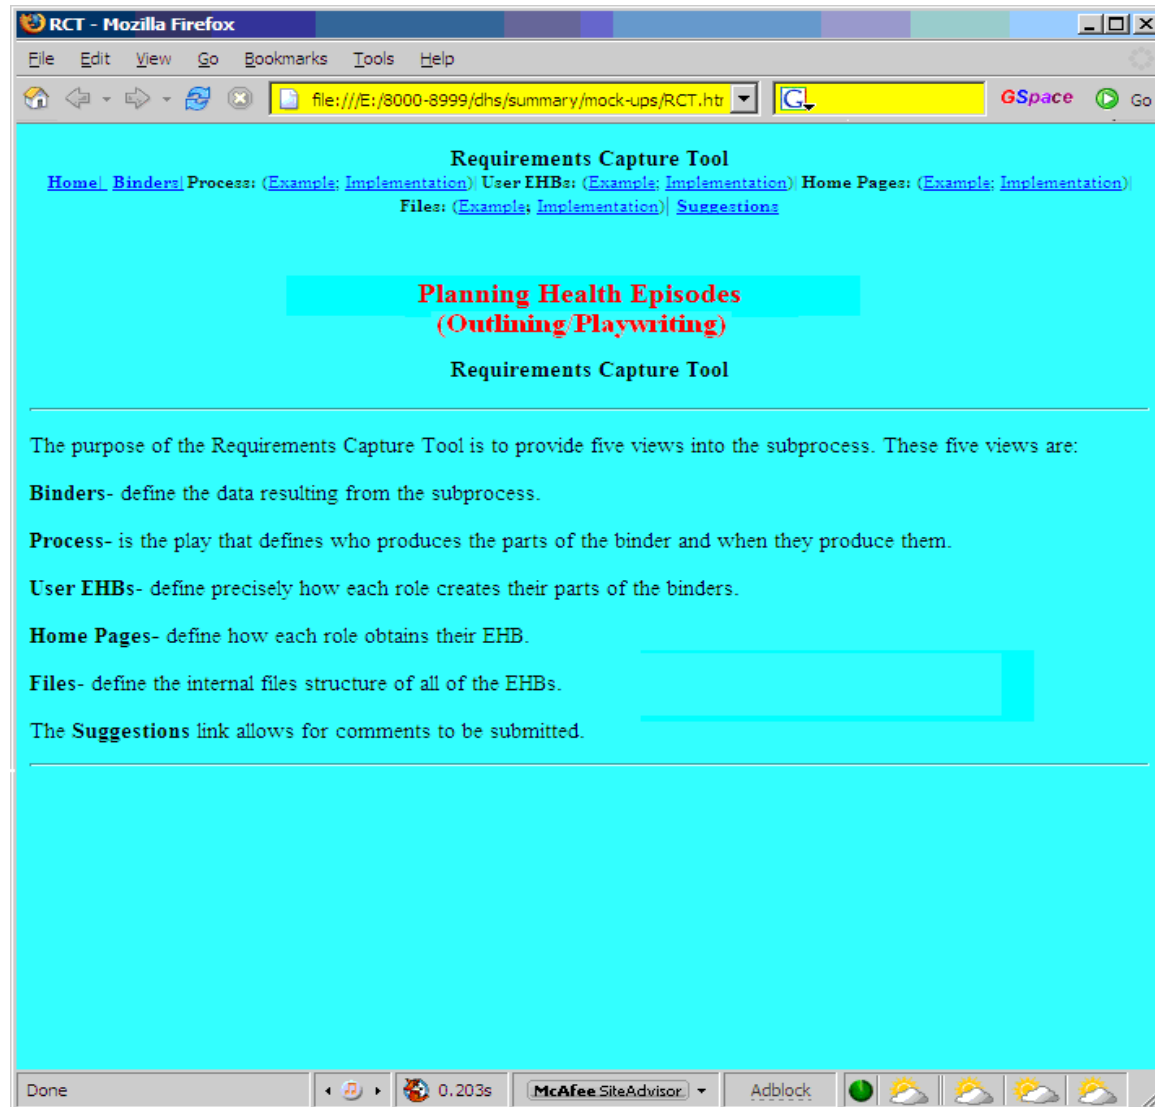 RCT - Mozilla Firefox
File Edit View Go Bookmarks Tools Help
file:///E:/8000-8999/dhs/summary/mock-ups/RCT.htr G GSpace Go
Requirements Capture Tool
Home| Binders| Process: (Example; Implementation)| User EHBs: (Example; Implementation)| Home Pages: (Example; Implementation)|
Files: (Example; Implementation)| Suggestions
Planning Health Episodes
(Outlining/Playwriting)
Requirements Capture Tool
The purpose of the Requirements Capture Tool is to provide five views into the subprocess. These five views are:
Binders- define the data resulting from the subprocess.
Process- is the play that defines who produces the parts of the binder and when they produce them.
User EHBs- define precisely how each role creates their parts of the binders.
Home Pages- define how each role obtains their EHB.
Files- define the internal files structure of all of the EHBs.
The Suggestions link allows for comments to be submitted.
Done 0.203s McAfee SiteAdvisor Adblock